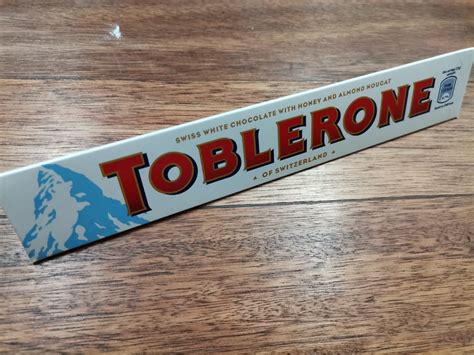 SWISS WHITE CHOCOLATE WITH HONEY AND ALMOND NOUGAT
TOBLERONE
OF SWITZERLAND